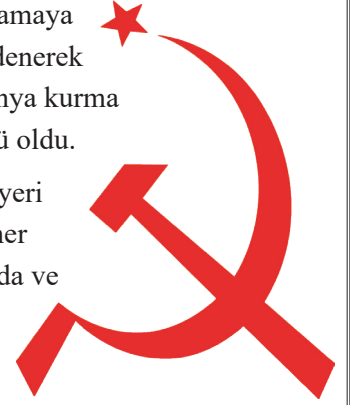 amaya
denerek
nya kurma
ü oldu.
yeri
her
da ve